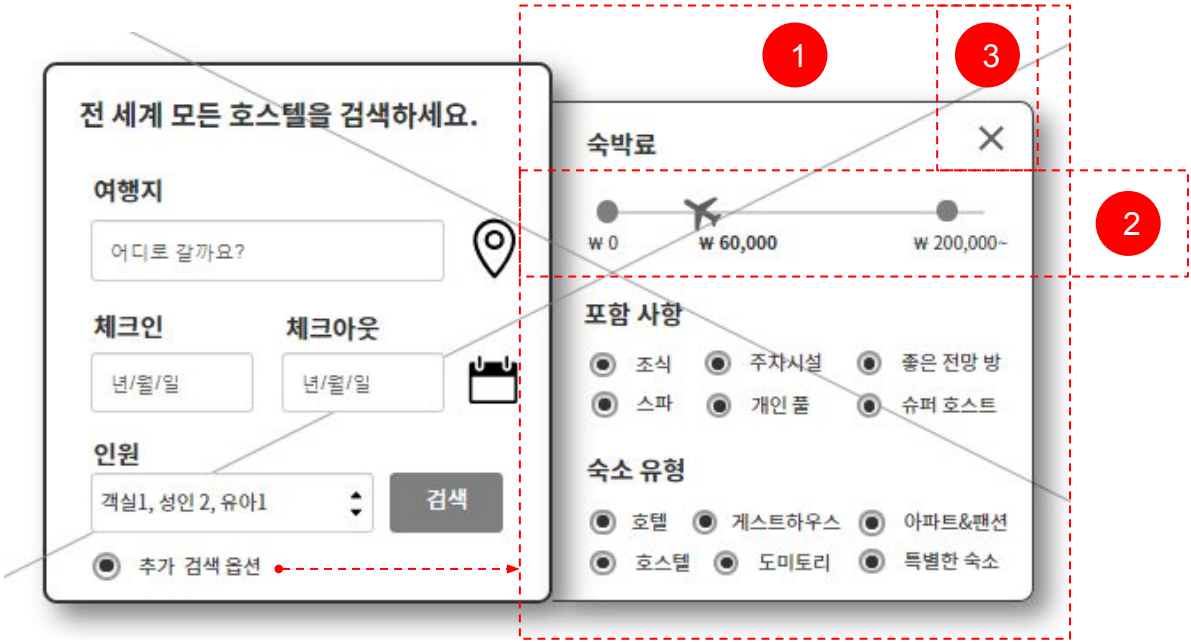 1
3
전 세계 모든 호스텔을 검색하세요.
숙박료
여행지
2
어디로 갈까요?
₩ 0
₩ 60,000
₩ 200,000~
체크인
체크아웃
포함 사항
년/월/일
년/월/일
조식
주차시설
좋은 전망 방
스파
개인 풀
슈퍼 호스트
인원
숙소 유형
객실1, 성인 2, 유아1
검색
호텔
게스트하우스
아파트&팬션
추가 검색 옵션
호스텔
도미토리
특별한 숙소